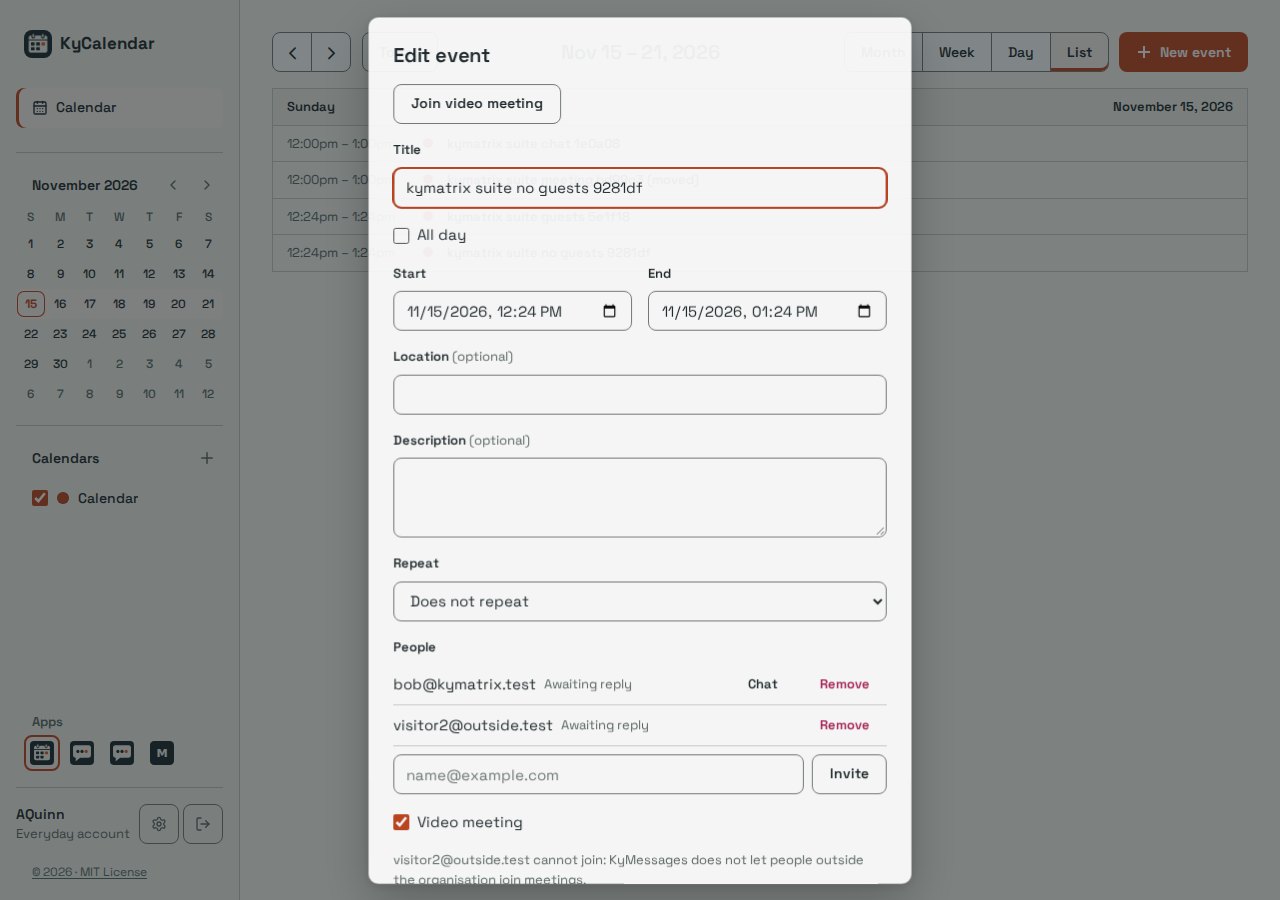 KyCalendar
Calendar
November 2026
S M T W T F S
1 2 3 4 5 6 7
8 9 10 11 12 13 14
15 16 17 18 19 20 21
22 23 24 25 26 27 28
29 30 1 2 3 4 5
6 7 8 9 10 11 12
Calendars
Calendar
Apps
M
AQuinn
Everyday account
© 2026 · MIT License
Nov 15 – 21, 2026
Month Week Day List
New event
Sunday November 15, 2026
12:00pm – 1:00
12:00pm – 1:0
12:24pm – 1:2
12:24pm – 1:2
Edit event
Join video meeting
Title
kymatrix suite no guests 9281df
All day
Start End
11/15/2026, 12:24 PM 11/15/2026, 01:24 PM
Location (optional)
Description (optional)
Repeat
Does not repeat
People
bob@kymatrix.test Awaiting reply Chat Remove
visitor2@outside.test Awaiting reply Remove
name@example.com Invite
Video meeting
visitor2@outside.test cannot join: KyMessages does not let people outside
the organisation join meetings.